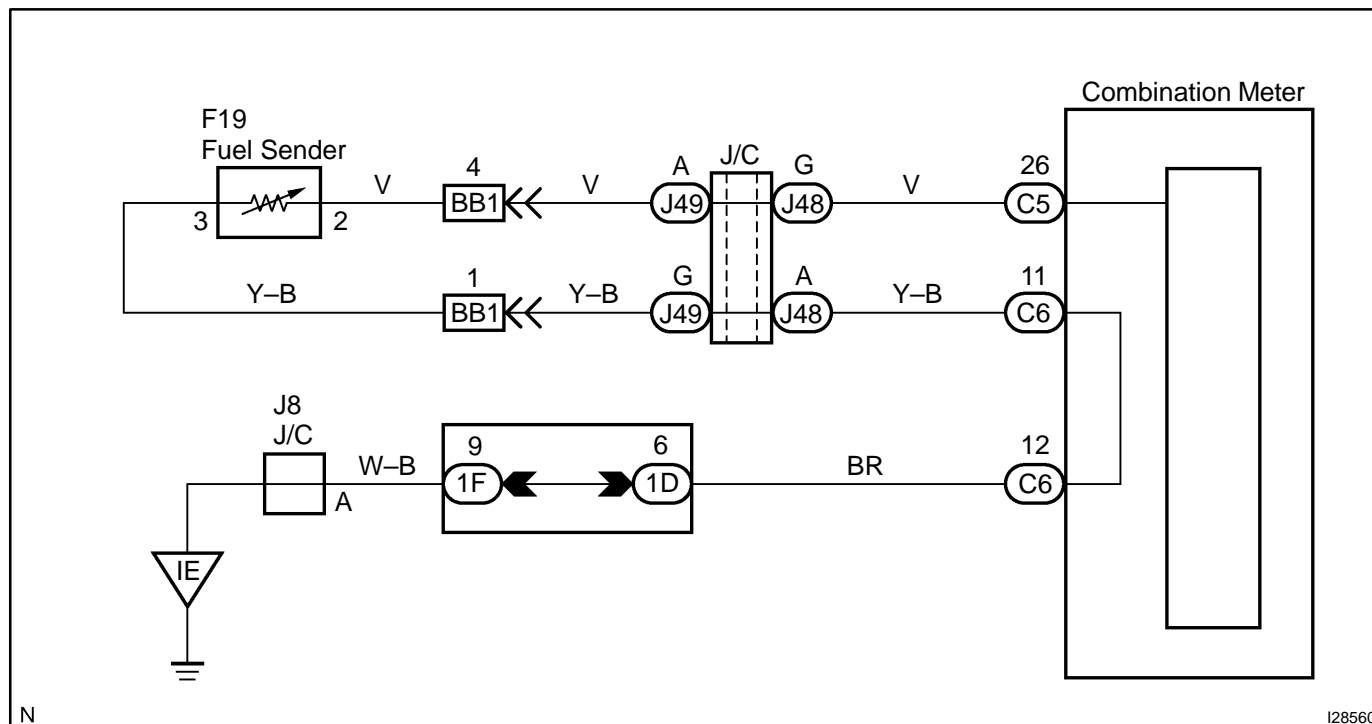 Combination Meter
F19
Fuel Sender
4 A J/C G 26
V V V
BB1 J49 J48 C5
3 2
1 G A 11
Y–B Y–B Y–B
BB1 J49 J48 C6
J8
J/C
9 6 12
W–B BR
1F 1D C6
A
IE
N I28560